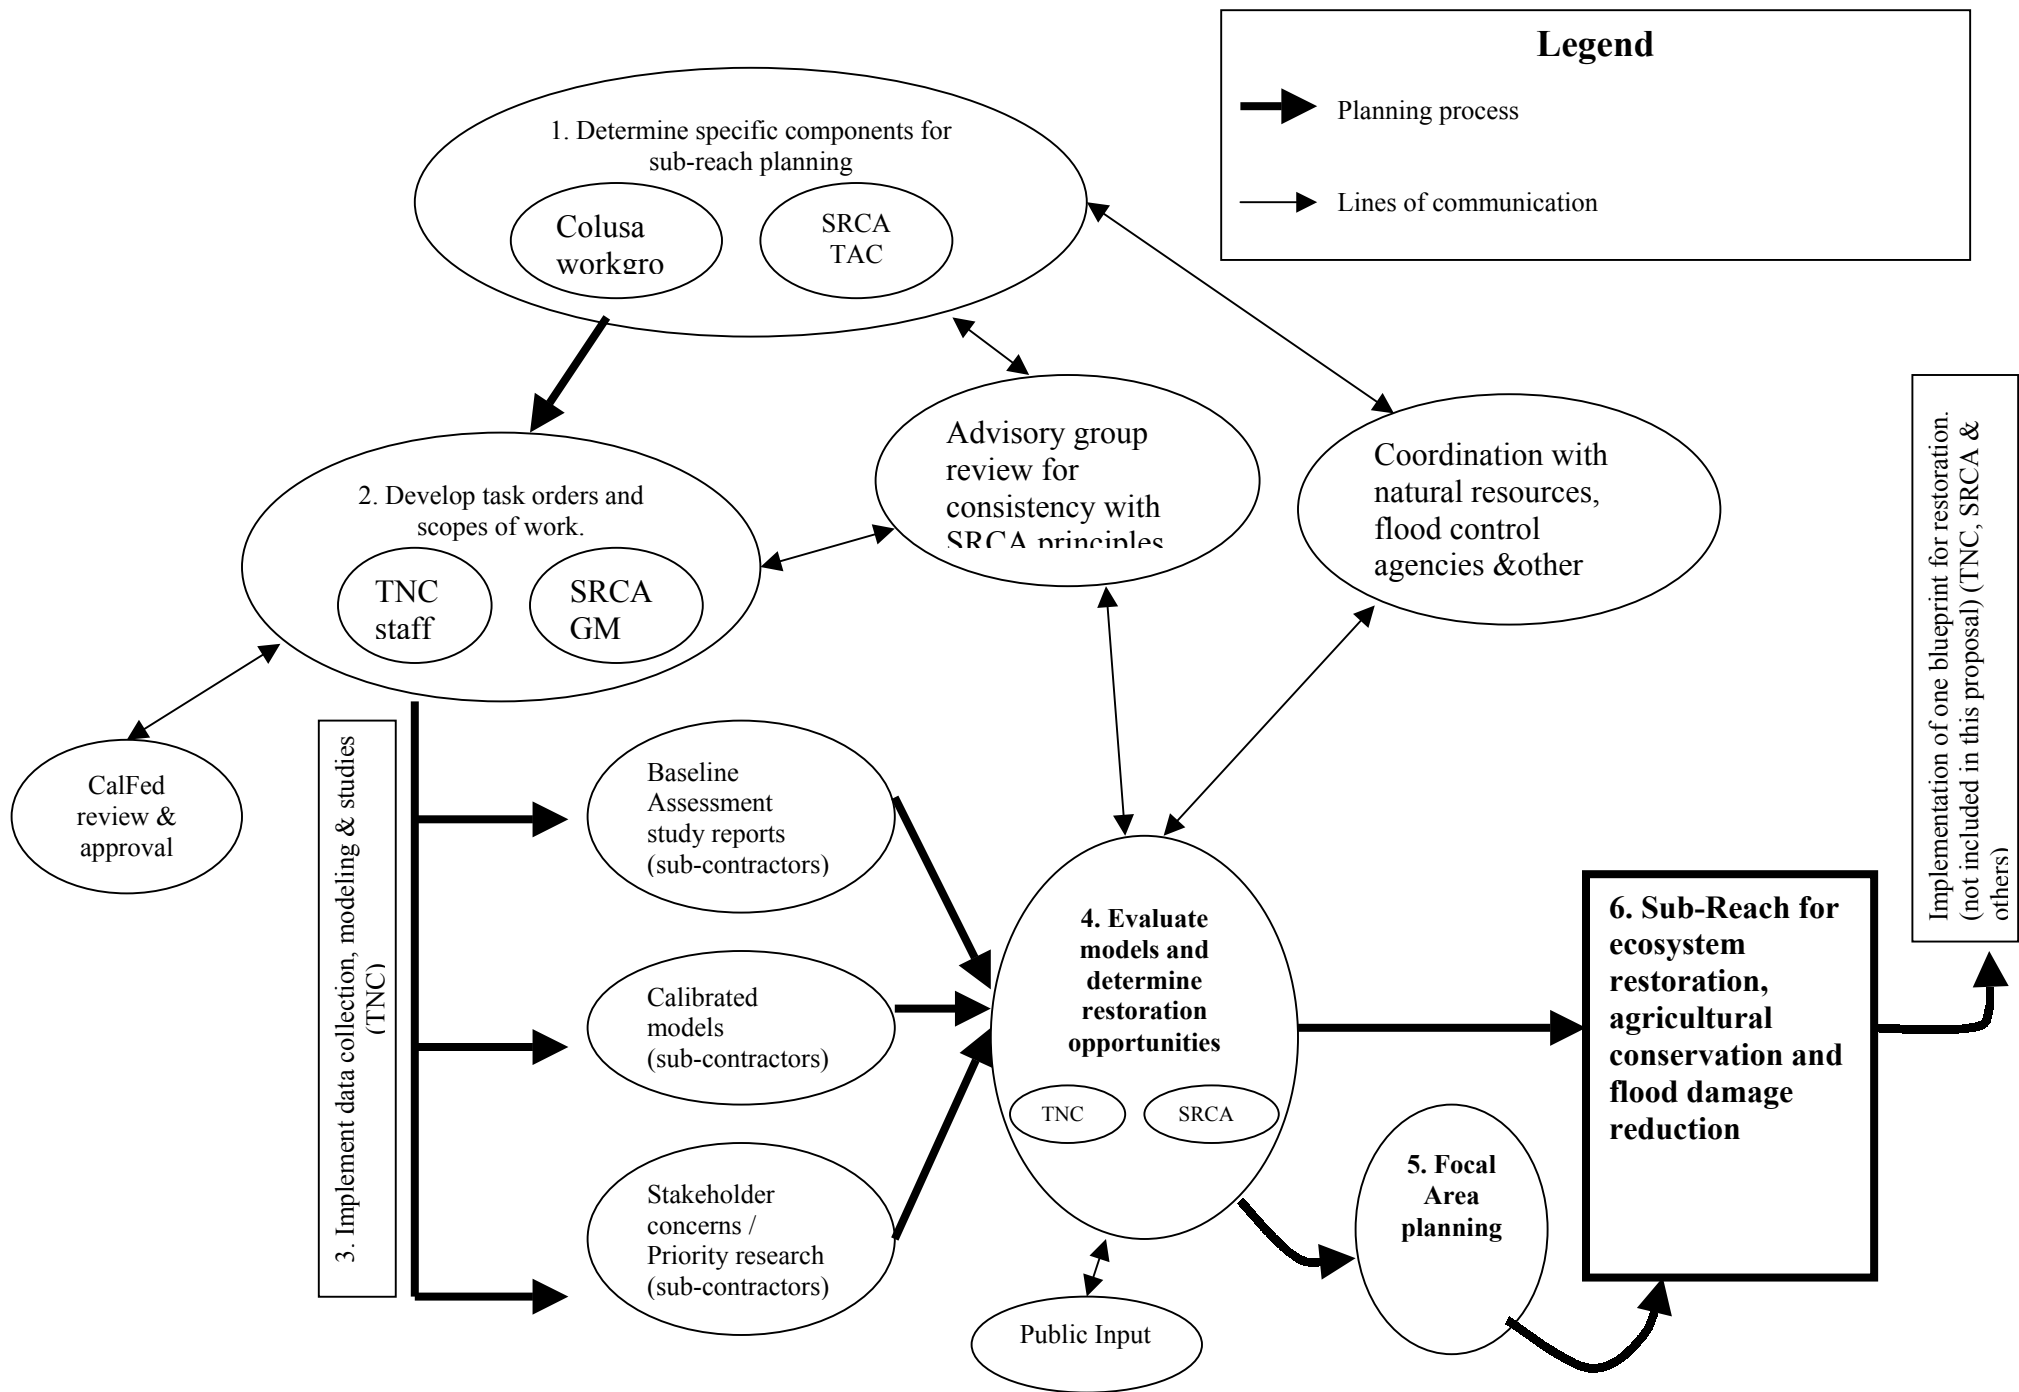 Legend
Planning process
Lines of communication
1. Determine specific components for
sub-reach planning
Colusa
workgro
SRCA
TAC
2. Develop task orders and
scopes of work.
TNC
staff
SRCA
GM
Advisory group
review for
consistency with
SRCA principles
Coordination with
natural resources,
flood control
agencies &other
CalFed
review &
approval
3. Implement data collection, modeling & studies
(TNC)
Baseline
Assessment
study reports
(sub-contractors)
Calibrated
models
(sub-contractors)
Stakeholder
concerns /
Priority research
(sub-contractors)
4. Evaluate
models and
determine
restoration
opportunities
TNC
SRCA
Public Input
5. Focal
Area
planning
6. Sub-Reach for
ecosystem
restoration,
agricultural
conservation and
flood damage
reduction
Implementation of one blueprint for restoration.
(not included in this proposal) (TNC, SRCA &
others)